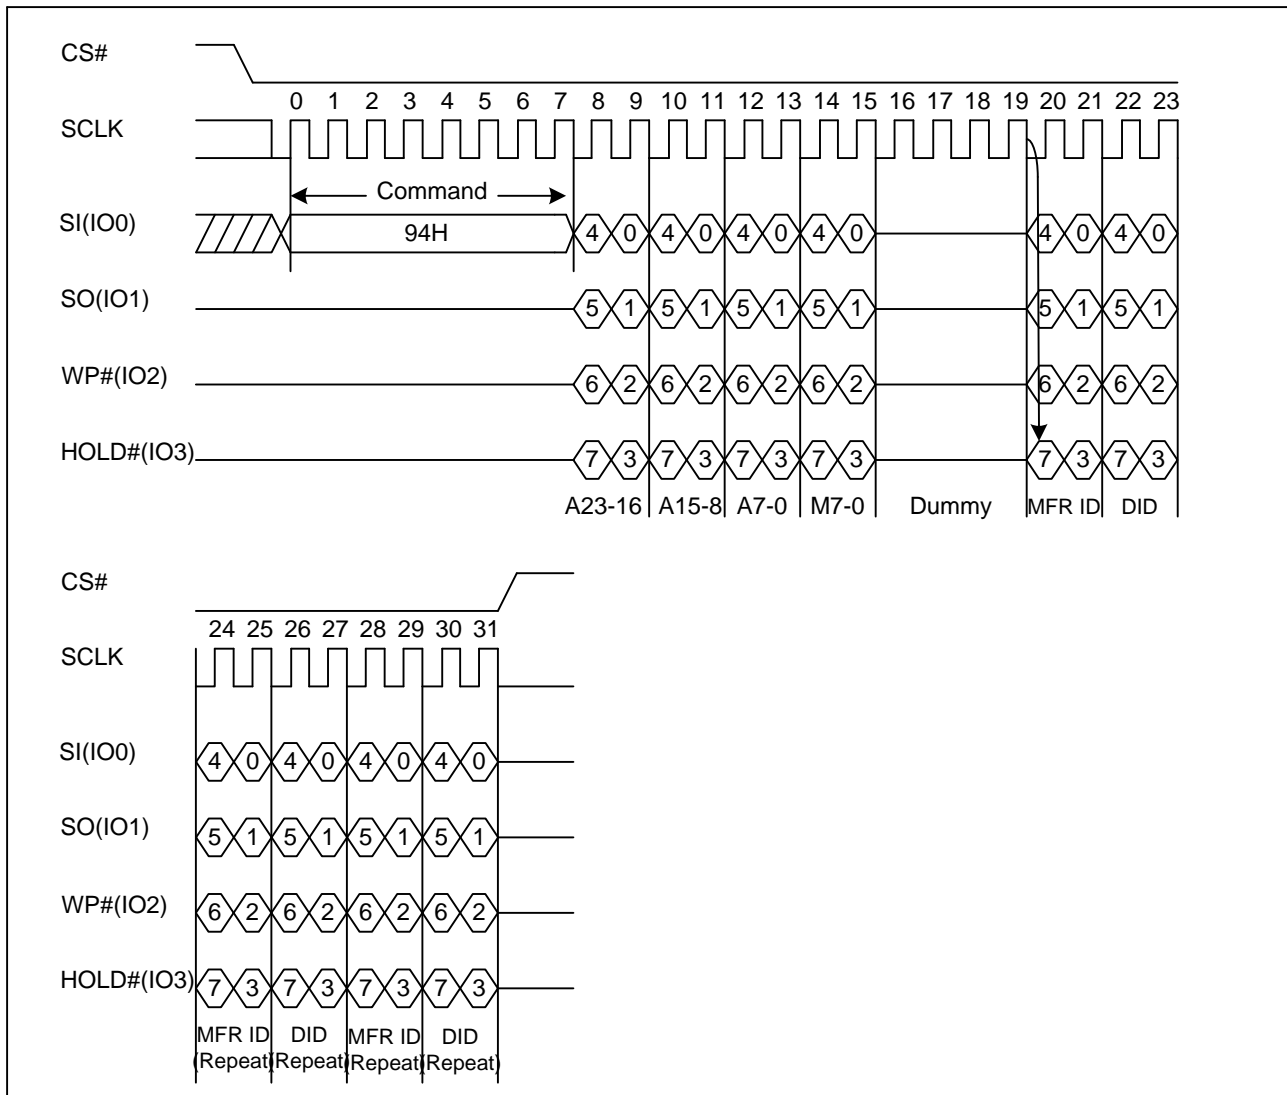 CS#
0 1 2 3 4 5 6 7 8 9 10 11 12 13 14 15 16 17 18 19 20 21 22 23
SCLK
Command
SI(IO0) 94H 4 0 4 0 4 0 4 0 4 0 4 0
SO(IO1) 5 1 5 1 5 1 5 1 5 1 5 1
WP#(IO2) 6 2 6 2 6 2 6 2 6 2 6 2
HOLD#(IO3) 7 3 7 3 7 3 7 3 7 3 7 3
A23-16 A15-8 A7-0 M7-0 Dummy MFR ID DID
CS#
24 25 26 27 28 29 30 31
SCLK
SI(IO0) 4 0 4 0 4 0 4 0
SO(IO1) 5 1 5 1 5 1 5 1
WP#(IO2) 6 2 6 2 6 2 6 2
HOLD#(IO3) 7 3 7 3 7 3 7 3
MFR ID DID MFR ID DID
(Repeat) (Repeat) (Repeat) (Repeat)